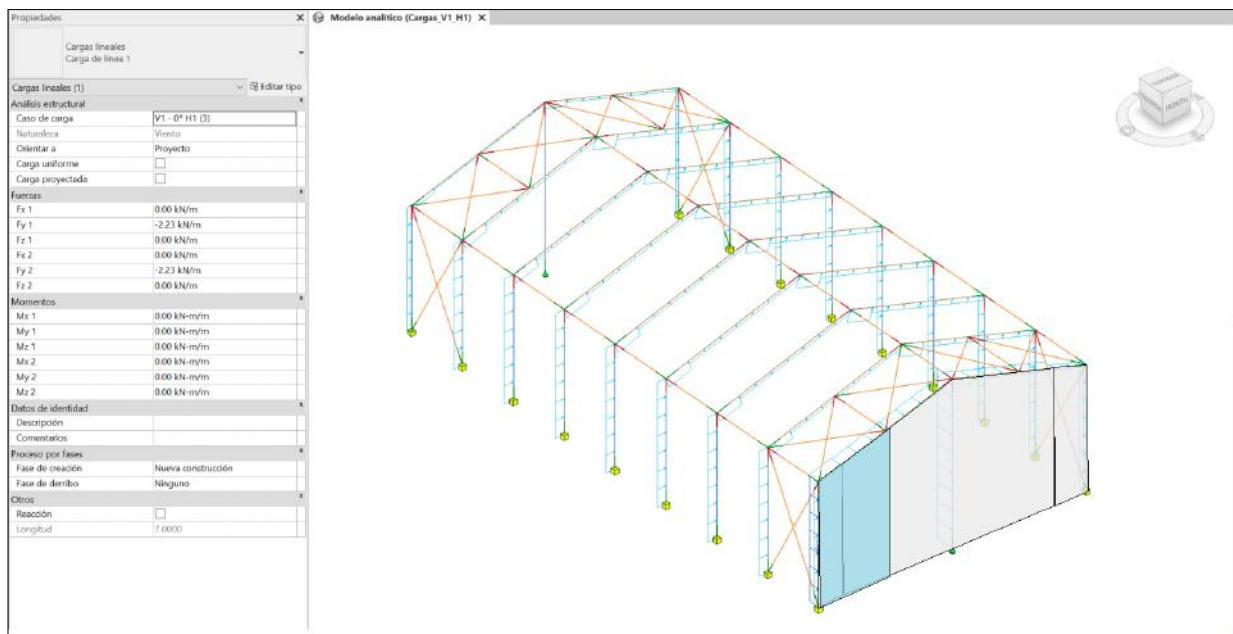 Propiedades
Modelo analítico (Cargas_V1_H1)
Cargas lineales
Carga de línea 1
Cargas lineales (1)
Editar tipo
Análisis estructural
Caso de carga V1 - 0º H1 (3)
Naturaleza Viento
Orientar a Proyecto
Carga uniforme
Carga proyectada
Fuerzas
Fx 1 0.00 kN/m
Fy 1 -2.23 kN/m
Fz 1 0.00 kN/m
Fx 2 0.00 kN/m
Fy 2 -2.23 kN/m
Fz 2 0.00 kN/m
Momentos
Mx 1 0.00 kN-m/m
My 1 0.00 kN-m/m
Mz 1 0.00 kN-m/m
Mx 2 0.00 kN-m/m
My 2 0.00 kN-m/m
Mz 2 0.00 kN-m/m
Datos de identidad
Descripción
Comentarios
Proceso por fases
Fase de creación Nueva construcción
Fase de derribo Ninguno
Otros
Reacción
Longitud 7.0000
FRONTAL